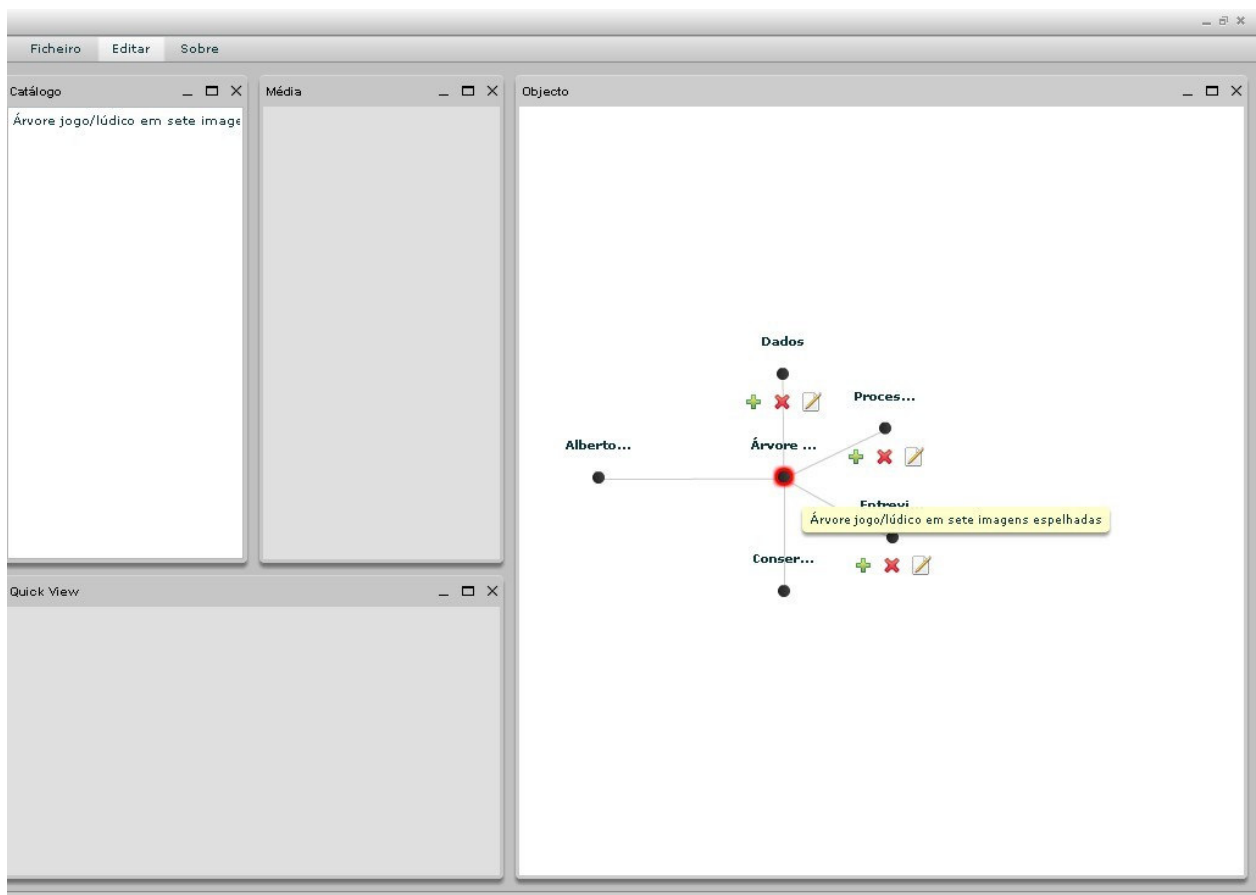 Ficheiro Editar Sobre
Catálogo
Média
Objecto
Árvore jogo/lúdico em sete image
Dados
Proces...
Alberto...
Árvore ...
Entrevi...
Árvore jogo/lúdico em sete imagens espelhadas
Conser...
Quick View